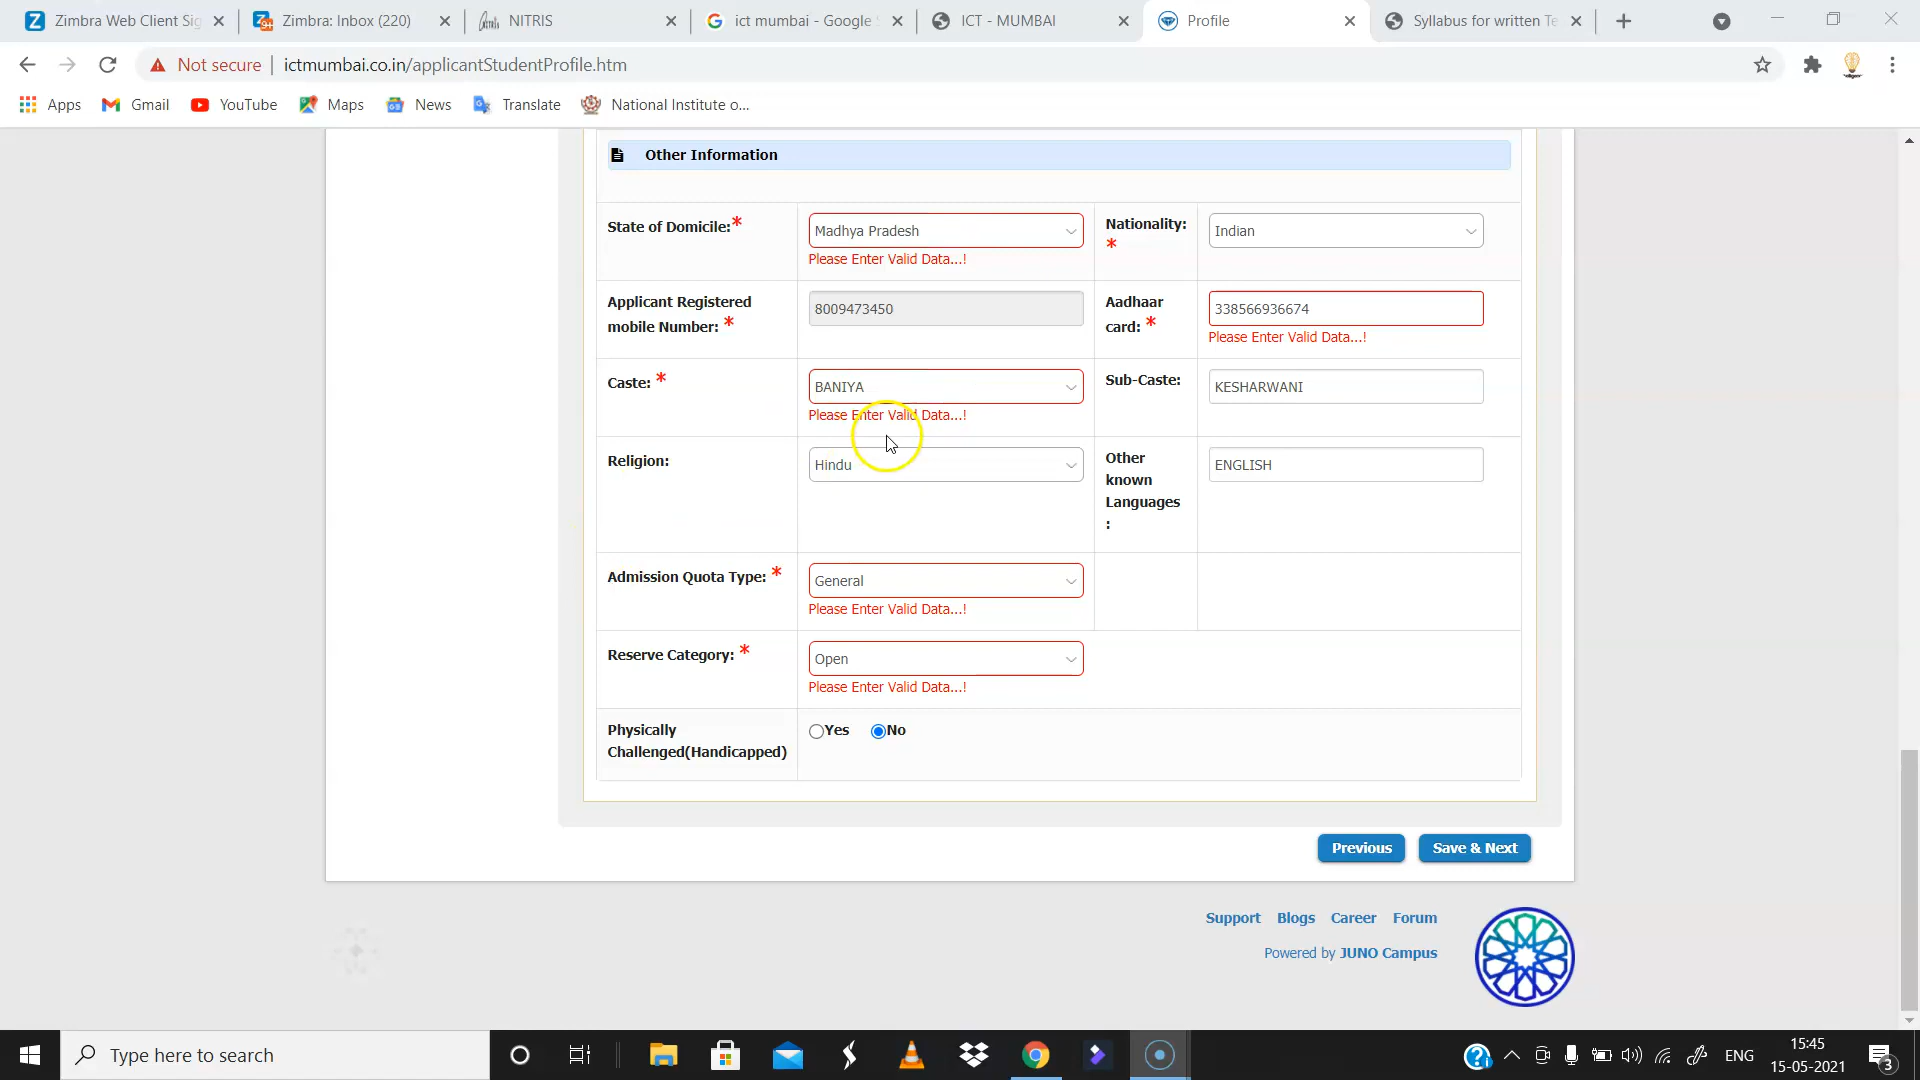 Zimbra Web Client Sig
Zimbra: Inbox (220)
NITRIS
ict mumbai - Google S
ICT - MUMBAI
Profile
Syllabus for written Te
Not secure
ictmumbai.co.in/applicantStudentProfile.htm
Apps
Gmail
YouTube
Maps
News
Translate
National Institute o...
Other Information
State of Domicile:*
Madhya Pradesh
Please Enter Valid Data...!
Nationality:
*
Indian
Applicant Registered
mobile Number: *
8009473450
Aadhaar
card: *
338566936674
Please Enter Valid Data...!
Caste: *
BANIYA
Please Enter Valid Data...!
Sub-Caste:
KESHARWANI
Religion:
Hindu
Other
known
Languages
:
ENGLISH
Admission Quota Type: *
General
Please Enter Valid Data...!
Reserve Category: *
Open
Please Enter Valid Data...!
Physically
Challenged(Handicapped)
Yes
No
Previous
Save & Next
Support Blogs Career Forum
Powered by JUNO Campus
Type here to search
ENG
15:45
15-05-2021
3